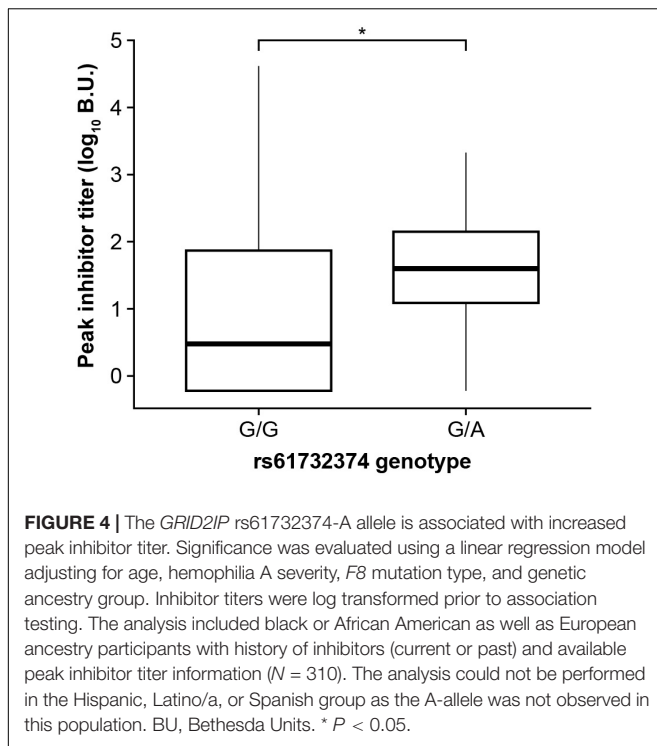 *
5
4
3
2
1
0
Peak inhibitor titer (log10 B.U.)
G/G G/A
rs61732374 genotype
FIGURE 4 | The GRID2IP rs61732374-A allele is associated with increased
peak inhibitor titer. Significance was evaluated using a linear regression model
adjusting for age, hemophilia A severity, F8 mutation type, and genetic
ancestry group. Inhibitor titers were log transformed prior to association
testing. The analysis included black or African American as well as European
ancestry participants with history of inhibitors (current or past) and available
peak inhibitor titer information (N = 310). The analysis could not be performed
in the Hispanic, Latino/a, or Spanish group as the A-allele was not observed in
this population. BU, Bethesda Units. * P < 0.05.